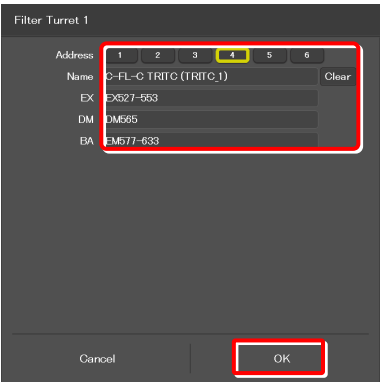 Filter Turret 1
Address 1 2 3 4 5 6
Name C-FL-C TRITC (TRITC_1) Clear
EX EX527-553
DM DM565
BA EM577-633
Cancel OK